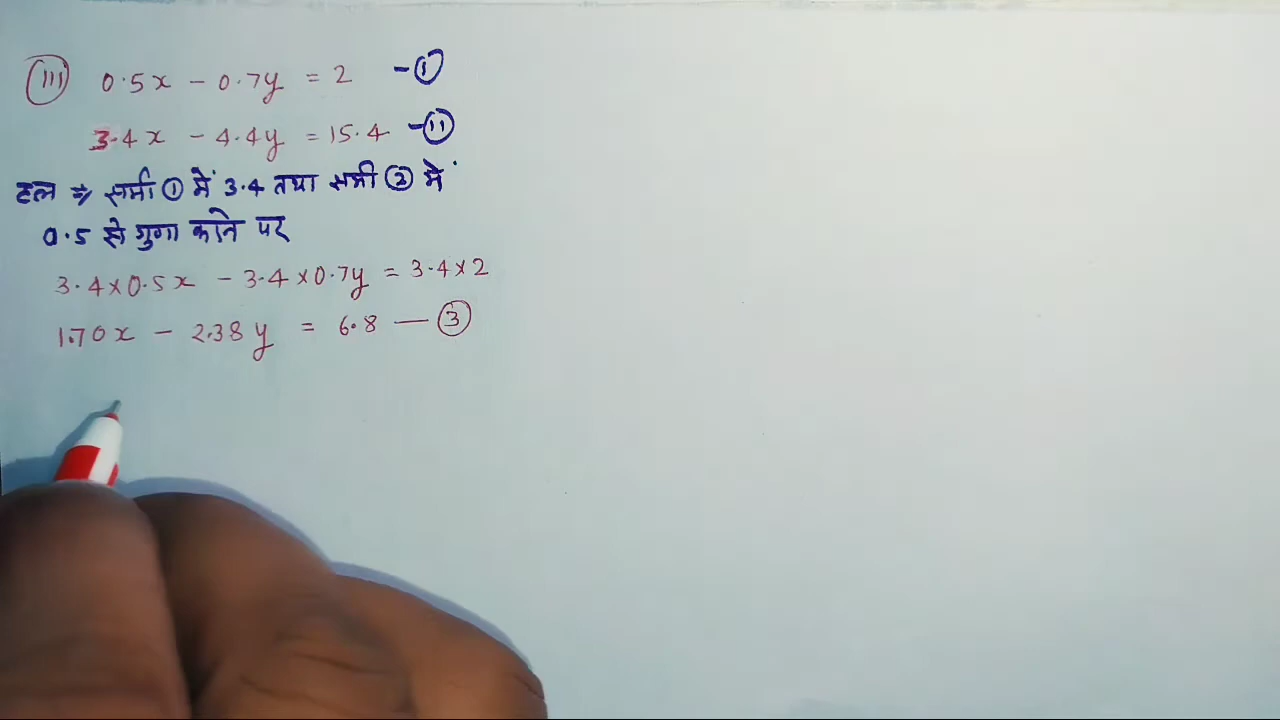 (III) 0.5x - 0.7y = 2 -(1)
3.4x - 4.4y = 15.4 -(11)
हल ⇒ समी (1) में 3.4 तथा समी (2) में
0.5 से गुणा करने पर
3.4×0.5x - 3.4×0.7y = 3.4×2
1.70x - 2.38y = 6.8 — (3)